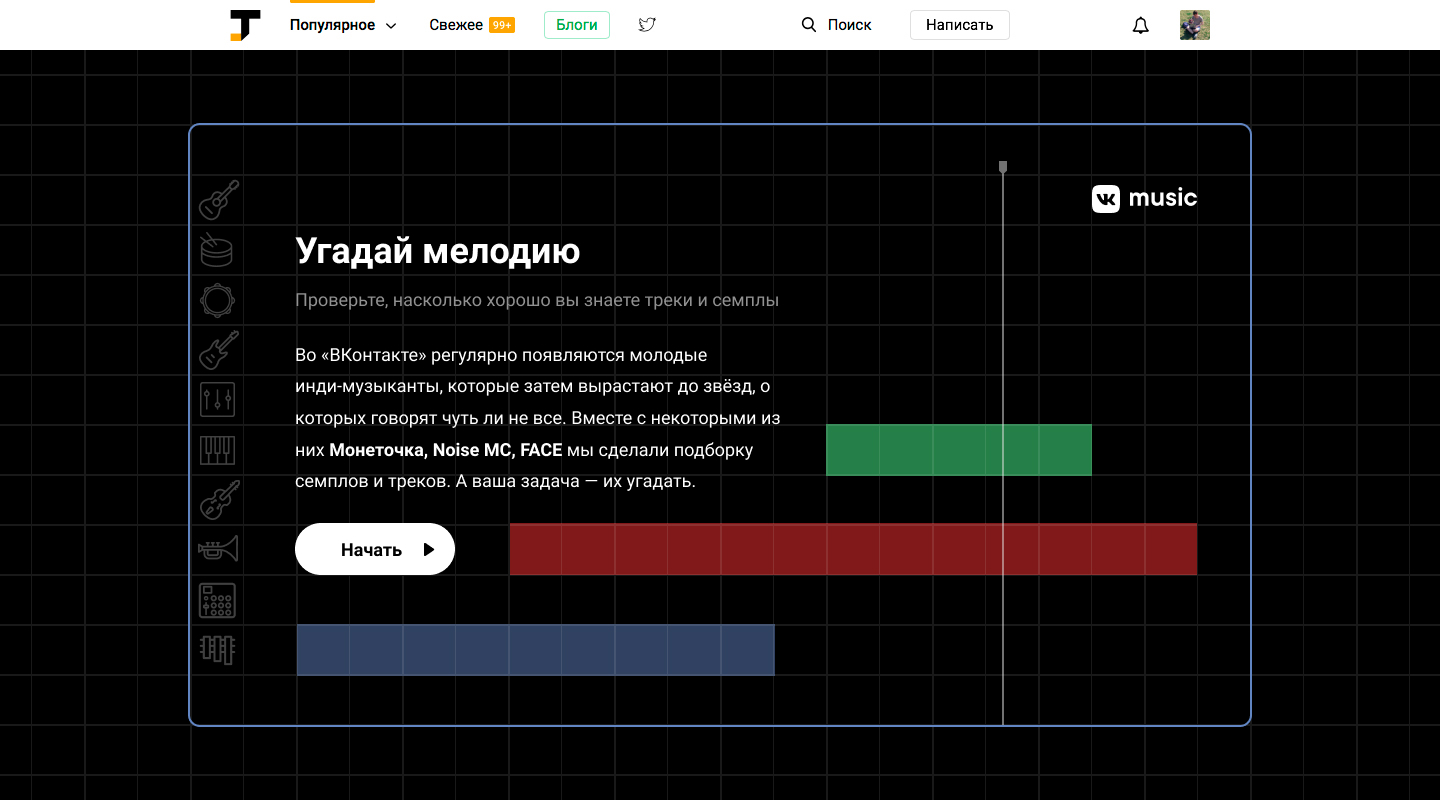 Популярное
Свежее 99+
Блоги
Поиск
Написать
music
Угадай мелодию
Проверьте, насколько хорошо вы знаете треки и семплы
Во «ВКонтакте» регулярно появляются молодые
инди-музыканты, которые затем вырастают до звёзд, о
которых говорят чуть ли не все. Вместе с некоторыми из
них Монеточка, Noise MC, FACE мы сделали подборку
семплов и треков. А ваша задача — их угадать.
Начать